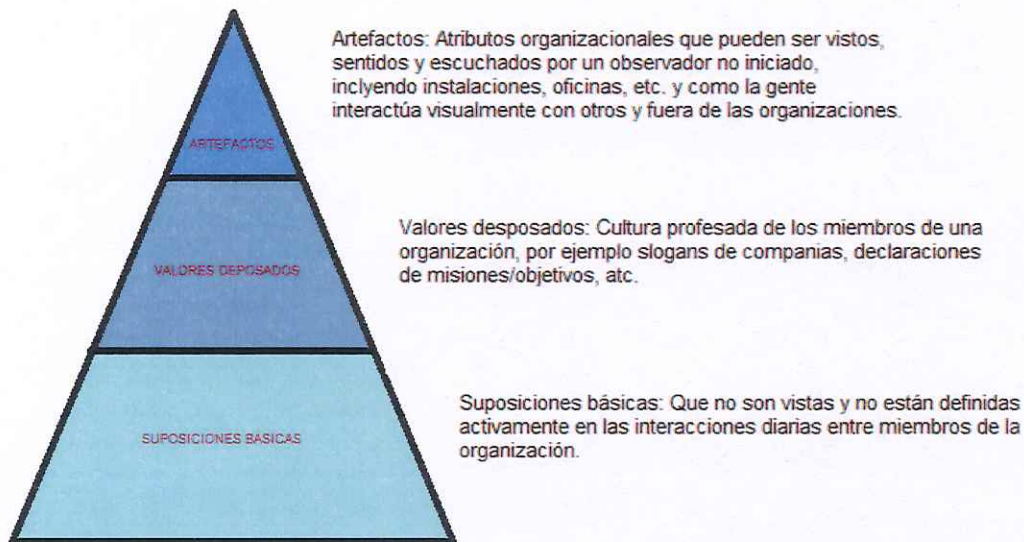 Artefactos: Atributos organizacionales que pueden ser vistos,
sentidos y escuchados por un observador no iniciado,
inclyendo instalaciones, oficinas, etc. y como la gente
interactúa visualmente con otros y fuera de las organizaciones.
ARTEFACTOS
Valores desposados: Cultura profesada de los miembros de una
organización, por ejemplo slogans de companias, declaraciones
de misiones/objetivos, atc.
VALORES DEPOSADOS
Suposiciones básicas: Que no son vistas y no están definidas
activamente en las interacciones diarias entre miembros de la
organización.
SUPOSICIONES BASICAS